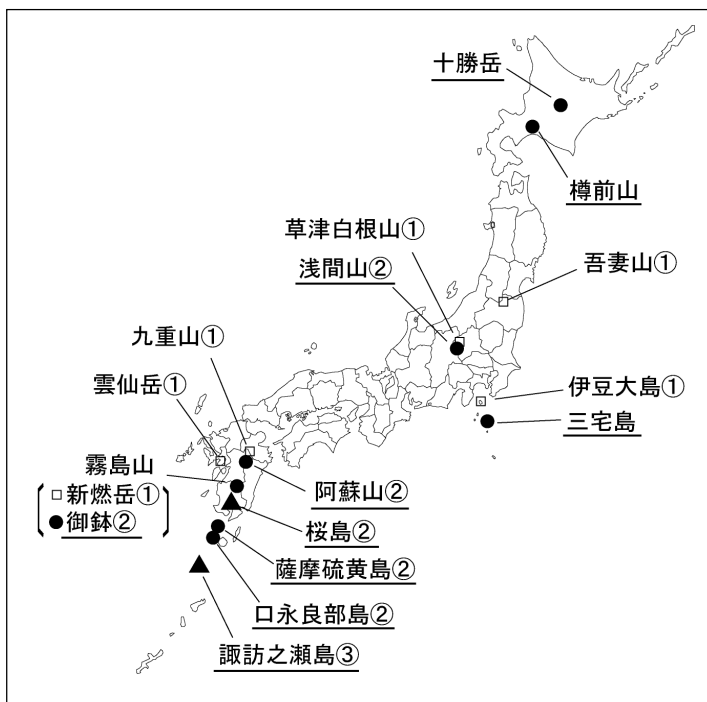 十勝岳
樽前山
草津白根山①
浅間山②
吾妻山①
九重山①
雲仙岳①
伊豆大島①
三宅島
霧島山
□新燃岳①
●御鉢②
阿蘇山②
桜島②
薩摩硫黄島②
口永良部島②
諏訪之瀬島③